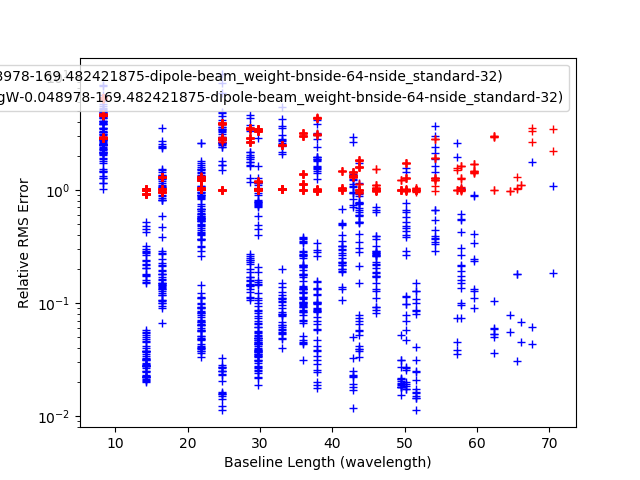 978-169.482421875-dipole-beam_weight-bnside-64-nside_standard-32)
gW-0.048978-169.482421875-dipole-beam_weight-bnside-64-nside_standard-32)
10⁰
10⁻¹
10⁻²
Relative RMS Error
10 20 30 40 50 60 70
Baseline Length (wavelength)